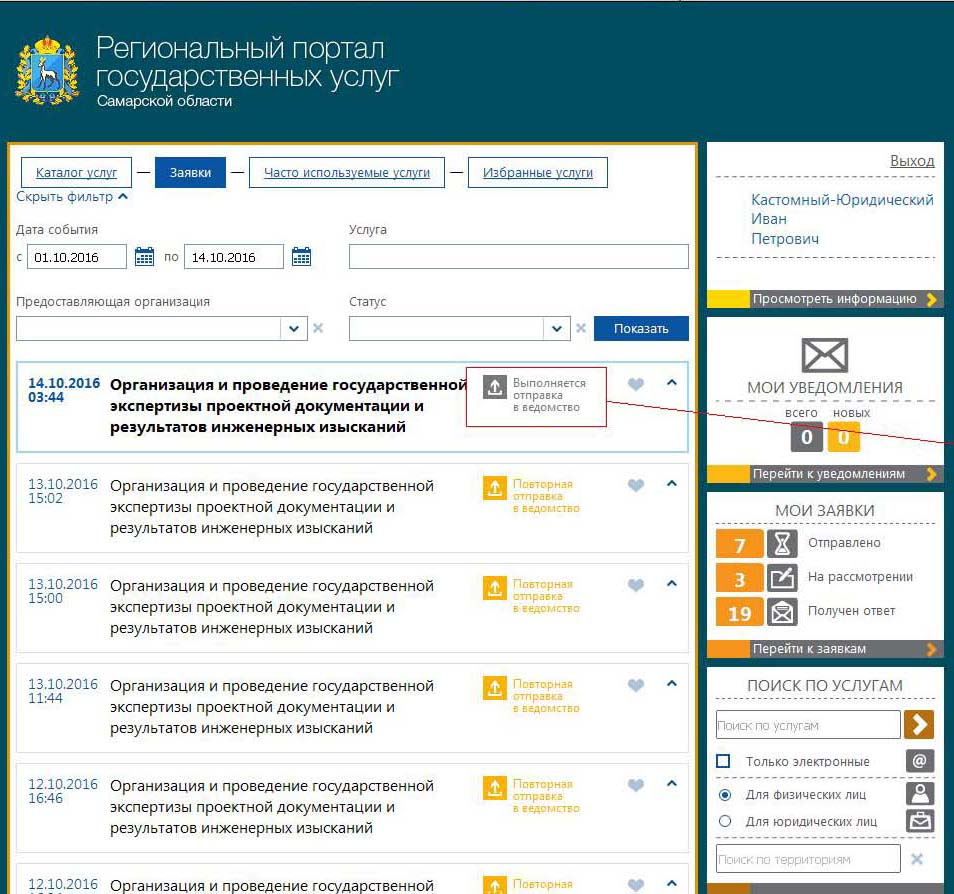 Региональный портал
государственных услуг
Самарской области
Каталог услуг
Заявки
Часто используемые услуги
Избранные услуги
Скрыть фильтр
Дата события
с 01.10.2016 по 14.10.2016
Услуга
Предоставляющая организация
Статус
Показать
14.10.2016
03:44
Организация и проведение государственной
экспертизы проектной документации и
результатов инженерных изысканий
Выполняется
отправка
в ведомство
13.10.2016
15:02
Организация и проведение государственной
экспертизы проектной документации и
результатов инженерных изысканий
Повторная
отправка
в ведомство
13.10.2016
15:00
Организация и проведение государственной
экспертизы проектной документации и
результатов инженерных изысканий
Повторная
отправка
в ведомство
13.10.2016
11:44
Организация и проведение государственной
экспертизы проектной документации и
результатов инженерных изысканий
Повторная
отправка
в ведомство
12.10.2016
16:46
Организация и проведение государственной
экспертизы проектной документации и
результатов инженерных изысканий
Повторная
отправка
в ведомство
12.10.2016
Организация и проведение государственной
Повторная
Выход
Кастомный-Юридический
Иван
Петрович
Просмотреть информацию
МОИ УВЕДОМЛЕНИЯ
всего новых
0 0
Перейти к уведомлениям
МОИ ЗАЯВКИ
7 Отправлено
3 На рассмотрении
19 Получен ответ
Перейти к заявкам
ПОИСК ПО УСЛУГАМ
Поиск по услугам
Только электронные @
Для физических лиц
Для юридических лиц
Поиск по территориям